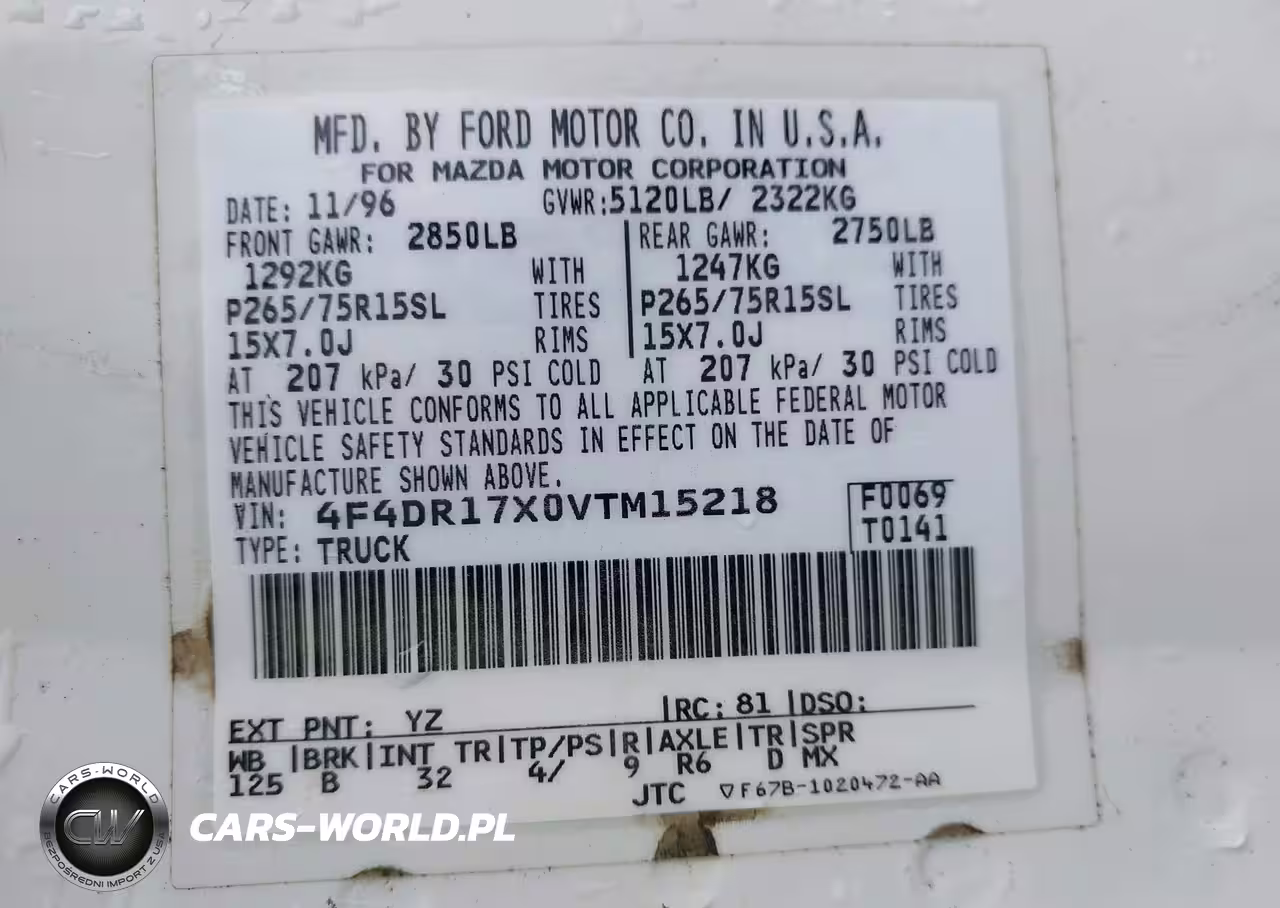 MFD. BY FORD MOTOR CO. IN U.S.A.
FOR MAZDA MOTOR CORPORATION
DATE: 11/96 GVWR:5120LB/ 2322KG
FRONT GAWR: 2850LB REAR GAWR: 2750LB
1292KG WITH 1247KG WITH
P265/75R15SL TIRES P265/75R15SL TIRES
15X7.0J RIMS 15X7.0J RIMS
AT 207 kPa/ 30 PSI COLD AT 207 kPa/ 30 PSI COLD
THIS VEHICLE CONFORMS TO ALL APPLICABLE FEDERAL MOTOR
VEHICLE SAFETY STANDARDS IN EFFECT ON THE DATE OF
MANUFACTURE SHOWN ABOVE.
VIN: 4F4DR17X0VTM15218 F0069
TYPE: TRUCK T0141
EXT PNT: YZ |RC: 81 |DSO:
WB |BRK|INT TR|TP/PS|R|AXLE|TR|SPR
125 B 32 4/ 9 R6 D MX
JTC ▽F67B-1020472-AA
CARS-WORLD
CW
BEZPOŚREDNI IMPORT Z USA
CARS-WORLD.PL